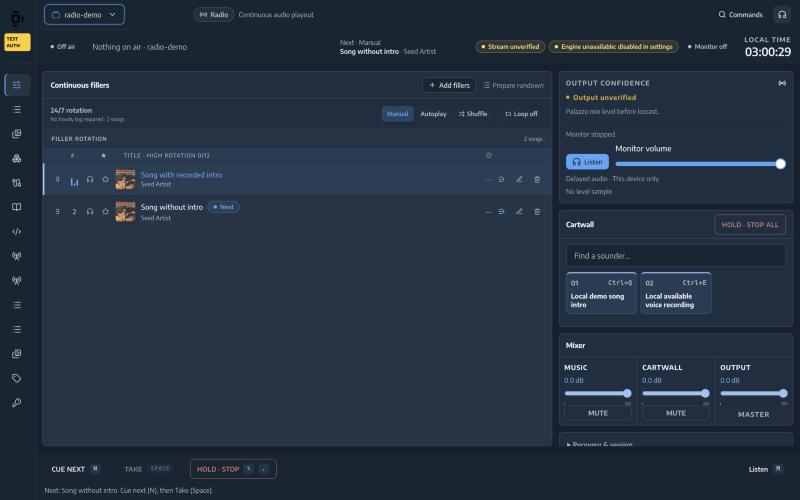 radio-demo
Radio
Continuous audio playout
Commands
TEST
AUTH
Off air
Nothing on air · radio-demo
Next · Manual
Song without intro · Seed Artist
Stream unverified
Engine unavailable: disabled in settings
Monitor off
LOCAL TIME
03:00:29
Continuous fillers
+ Add fillers
Prepare rundown
24/7 rotation
No hourly log required · 2 songs
Manual
Autoplay
Shuffle
Loop off
FILLER ROTATION
2 songs
# ★ TITLE · HIGH ROTATION 0/12
Song with recorded intro
Seed Artist
—
2
Song without intro
Next
Seed Artist
—
OUTPUT CONFIDENCE
Output unverified
Palazzo mix level before Icecast.
Monitor stopped
Listen
Monitor volume
Delayed audio · This device only
No level sample
Cartwall
HOLD · STOP ALL
Find a sounder...
01 Ctrl+Q
Local demo song
intro
02 Ctrl+E
Local available
voice recording
Mixer
MUSIC
0.0 dB
MUTE
CARTWALL
0.0 dB
MUTE
OUTPUT
0.0 dB
MASTER
Recovery & session
CUE NEXT N
TAKE SPACE
HOLD · STOP ⌥ .
Listen M
Next: Song without intro. Cue next (N), then Take (Space).